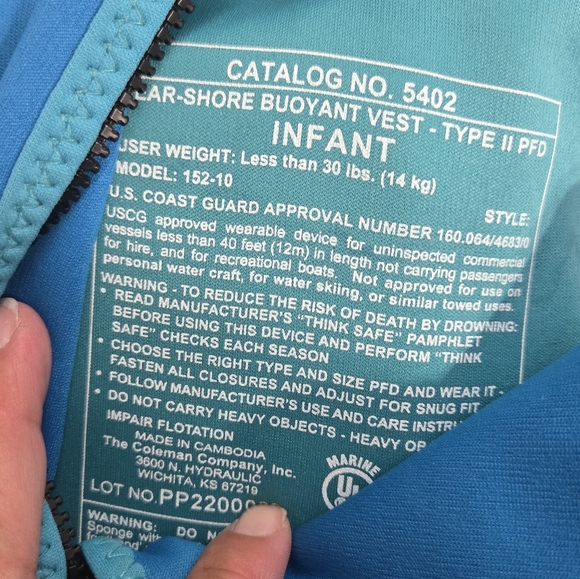 CATALOG NO. 5402
BUOYANT VEST - TYPE II PFD
INFANT
USER WEIGHT: Less than 30 lbs. (14 kg)
MODEL: 152-10
STYLE:
U.S. COAST GUARD APPROVAL NUMBER 160.064/4683/0
USCG approved wearable device for uninspected commercial
vessels less than 40 feet (12m) in length not carrying passengers
for hire, and for recreational boats. Not approved for use on
personal water craft, for water skiing, or similar towed uses.
WARNING - TO REDUCE THE RISK OF DEATH BY DROWNING:
• READ MANUFACTURER'S "THINK SAFE" PAMPHLET
BEFORE USING THIS DEVICE AND PERFORM "THINK
SAFE" CHECKS EACH SEASON
• CHOOSE THE RIGHT TYPE AND SIZE PFD AND WEAR IT -
FASTEN ALL CLOSURES AND ADJUST FOR SNUG FIT
• FOLLOW MANUFACTURER'S USE AND CARE
• DO NOT CARRY HEAVY OBJECTS - HEAVY
IMPAIR FLOTATION
MADE IN CAMBODIA
The Coleman Company, Inc.
3600 N. HYDRAULIC
WICHITA, KS 67219
MARINE
UL
LOT NO. PP2200
WARNING: DO
Sponge with